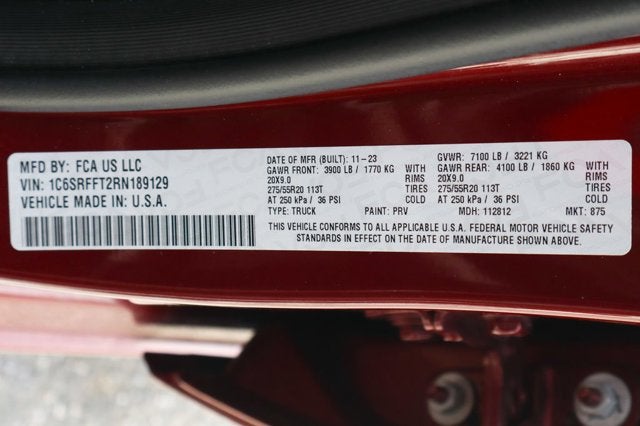 MFD BY: FCA US LLC
VIN: 1C6SRFFT2RN189129
VEHICLE MADE IN: U.S.A.
DATE OF MFR (BUILT): 11-23 GVWR: 7100 LB / 3221 KG
GAWR FRONT: 3900 LB / 1770 KG WITH GAWR REAR: 4100 LB / 1860 KG WITH
20X9.0 RIMS 20X9.0 RIMS
275/55R20 113T TIRES 275/55R20 113T TIRES
AT 250 kPa / 36 PSI COLD AT 250 kPa / 36 PSI COLD
TYPE: TRUCK PAINT: PRV MDH: 112812 MKT: 875
THIS VEHICLE CONFORMS TO ALL APPLICABLE U.S.A. FEDERAL MOTOR VEHICLE SAFETY
STANDARDS IN EFFECT ON THE DATE OF MANUFACTURE SHOWN ABOVE.